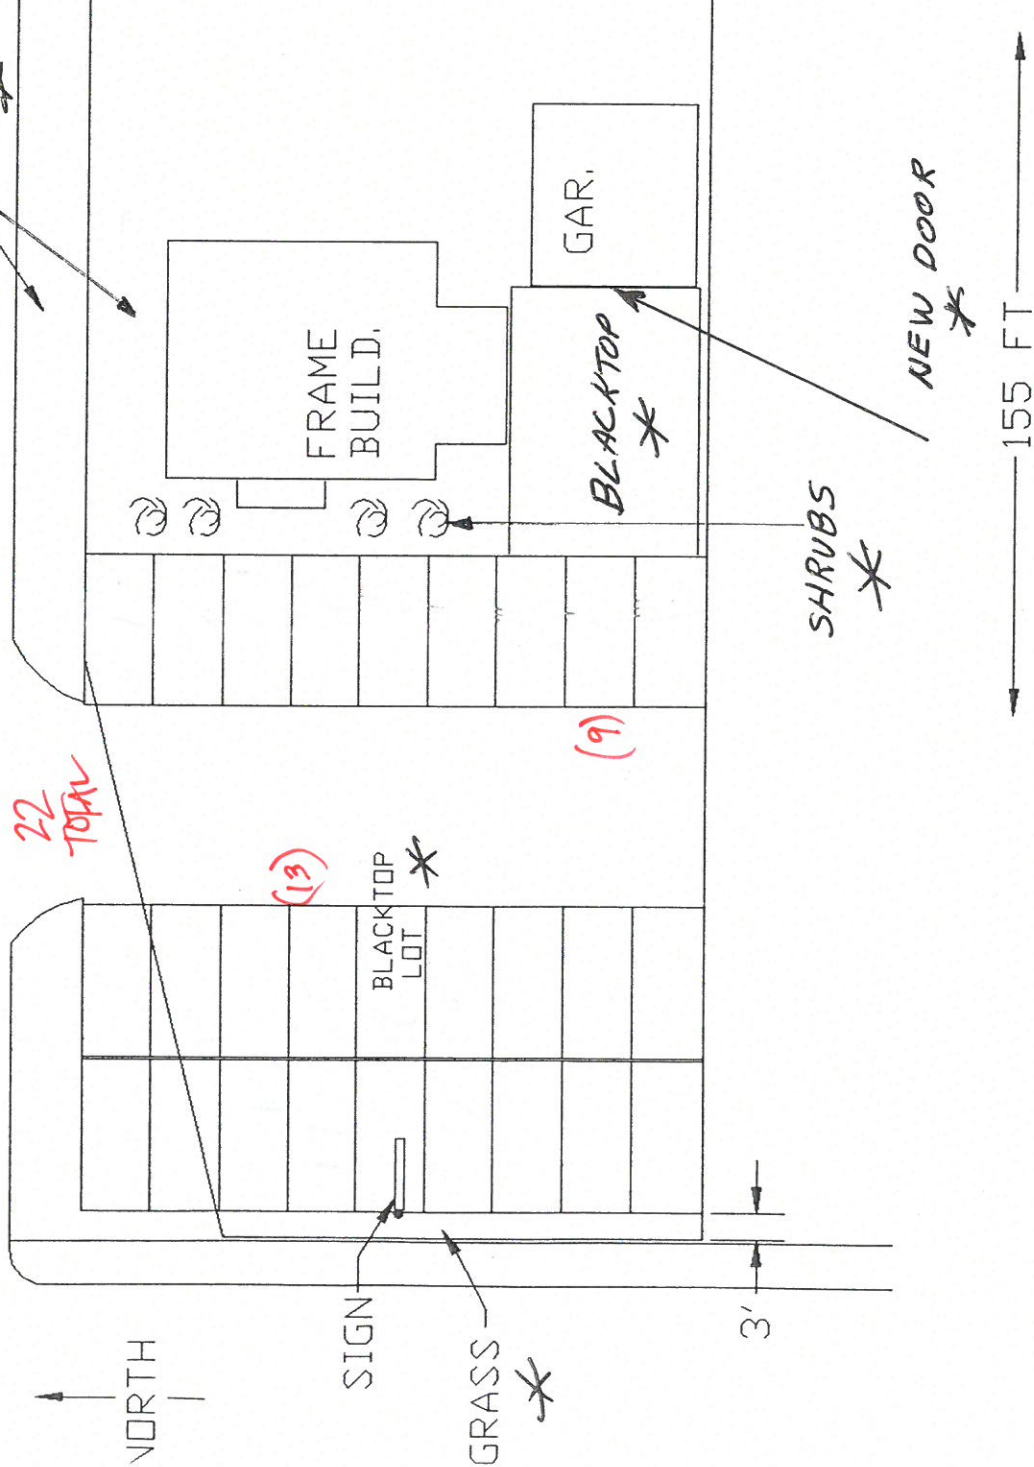 22
TOTAL
(13)
(9)
FRAME
BUILD.
GAR.
BLACKTOP
*
NEW DOOR
*
SHRUBS
*
155 FT
BLACKTOP
LOT
*
NORTH
SIGN
GRASS
*
3'